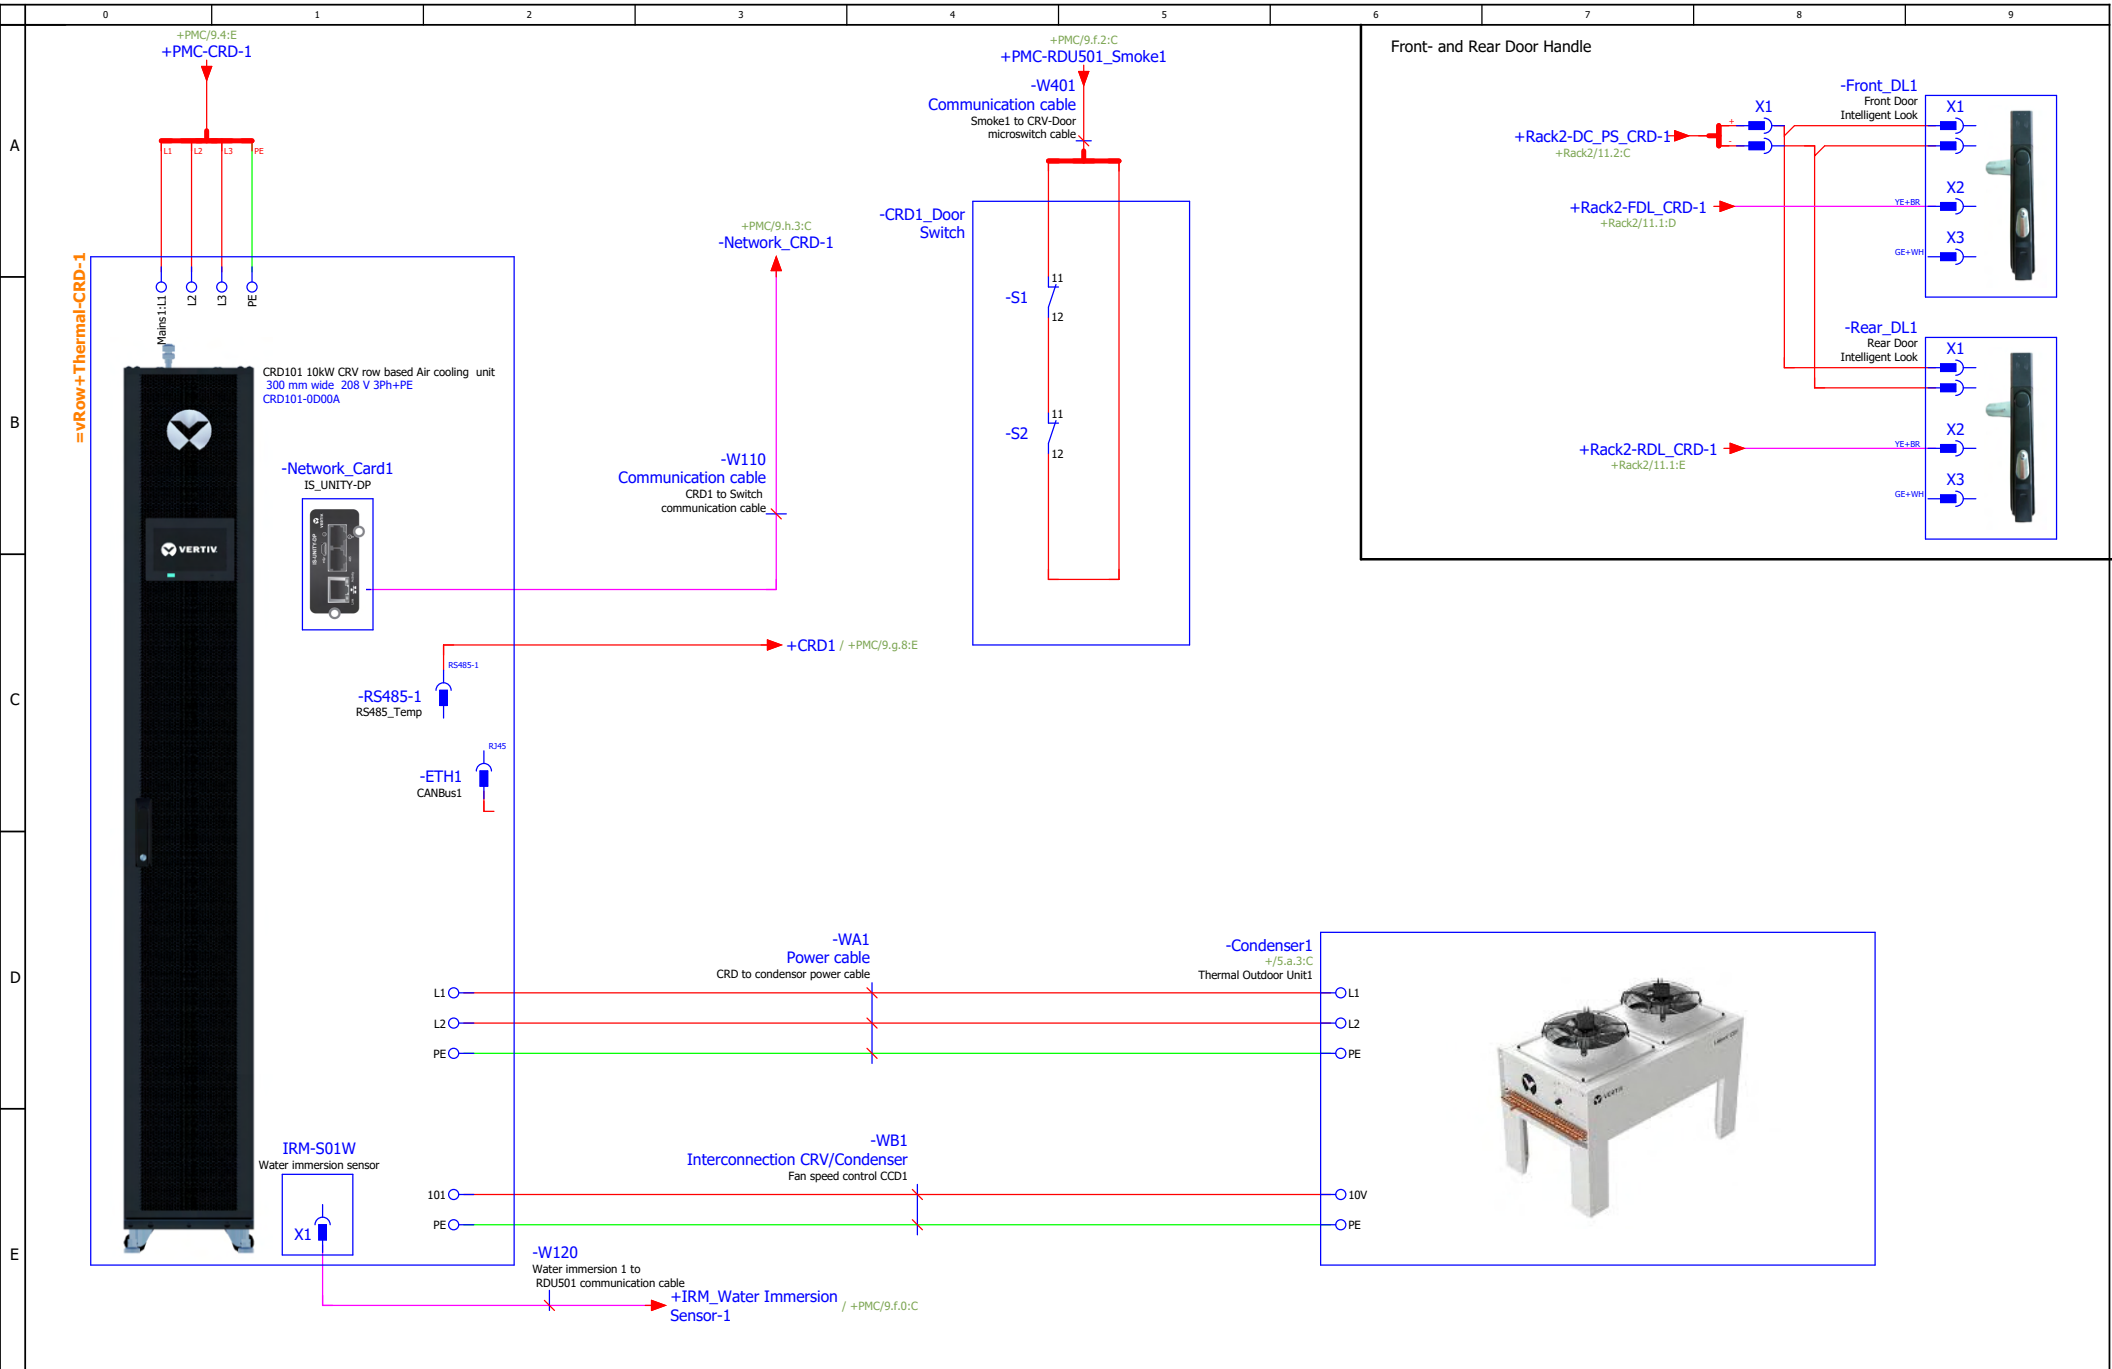 0 1 2 3 4 5 6 7 8 9
A
B
C
D
E
+PMC/9.4:E
+PMC-CRD-1
L1 L2 L3 PE
=vRow+Thermal-CRD-1
Mains1:L1
L2
L3
PE
CRD101 10kW CRV row based Air cooling unit
300 mm wide 208 V 3Ph+PE
CRD101-0D00A
VERTIV
-Network_Card1
IS_UNITY-DP
IS-UNITY-DP
-RS485-1
RS485_Temp
RS485-1
-ETH1
CANBus1
RJ45
+CRD1 / +PMC/9.g.8:E
+PMC/9.h.3:C
-Network_CRD-1
-W110
Communication cable
CRD1 to Switch
communication cable
+PMC/9.f.2:C
+PMC-RDU501_Smoke1
-W401
Communication cable
Smoke1 to CRV-Door
microswitch cable
-CRD1_Door
Switch
-S1
11
12
-S2
11
12
Front- and Rear Door Handle
+Rack2-DC_PS_CRD-1
+Rack2/11.2:C
+
-
X1
-Front_DL1
Front Door
Intelligent Look
X1
+Rack2-FDL_CRD-1
+Rack2/11.1:D
YE+BR
X2
GE+WH
X3
-Rear_DL1
Rear Door
Intelligent Look
X1
+Rack2-RDL_CRD-1
+Rack2/11.1:E
YE+BR
X2
GE+WH
X3
-WA1
Power cable
CRD to condensor power cable
-Condenser1
+/5.a.3:C
Thermal Outdoor Unit1
L1 L1
L2 L2
PE PE
VERTIV
-WB1
Interconnection CRV/Condenser
Fan speed control CCD1
101 10V
PE PE
IRM-S01W
Water immersion sensor
X1
-W120
Water immersion 1 to
RDU501 communication cable
+IRM_Water Immersion
Sensor-1
/ +PMC/9.f.0:C